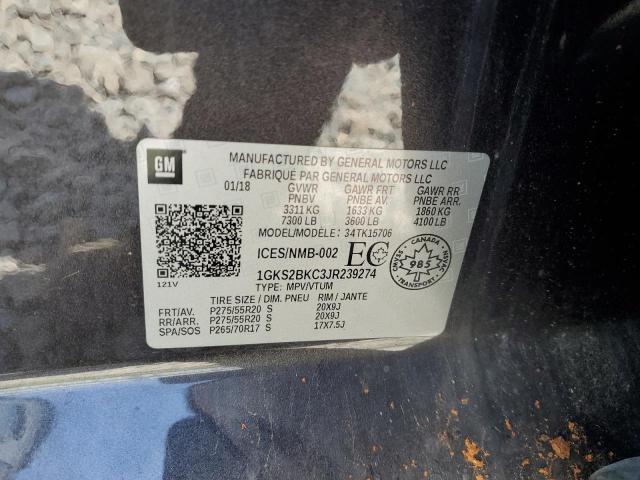 GM
MANUFACTURED BY GENERAL MOTORS LLC
FABRIQUÉ PAR GENERAL MOTORS LLC
01/18 GVWR GAWR FRT GAWR RR
PNBV PNBE AV. PNBE ARR.
3311 KG 1633 KG 1860 KG
7300 LB 3600 LB 4100 LB
MODEL/MODÈLE: 34TK15706
ICES/NMB-002 EC
CANADA
985
CMVSS
NSVAC
1GKS2BKC3JR239274
121V
TYPE: MPV/VTUM
TIRE SIZE / DIM. PNEU RIM / JANTE
FRT/AV. P275/55R20 S 20X9J
RR/ARR. P275/55R20 S 20X9J
SPA/SOS P265/70R17 S 17X7.5J